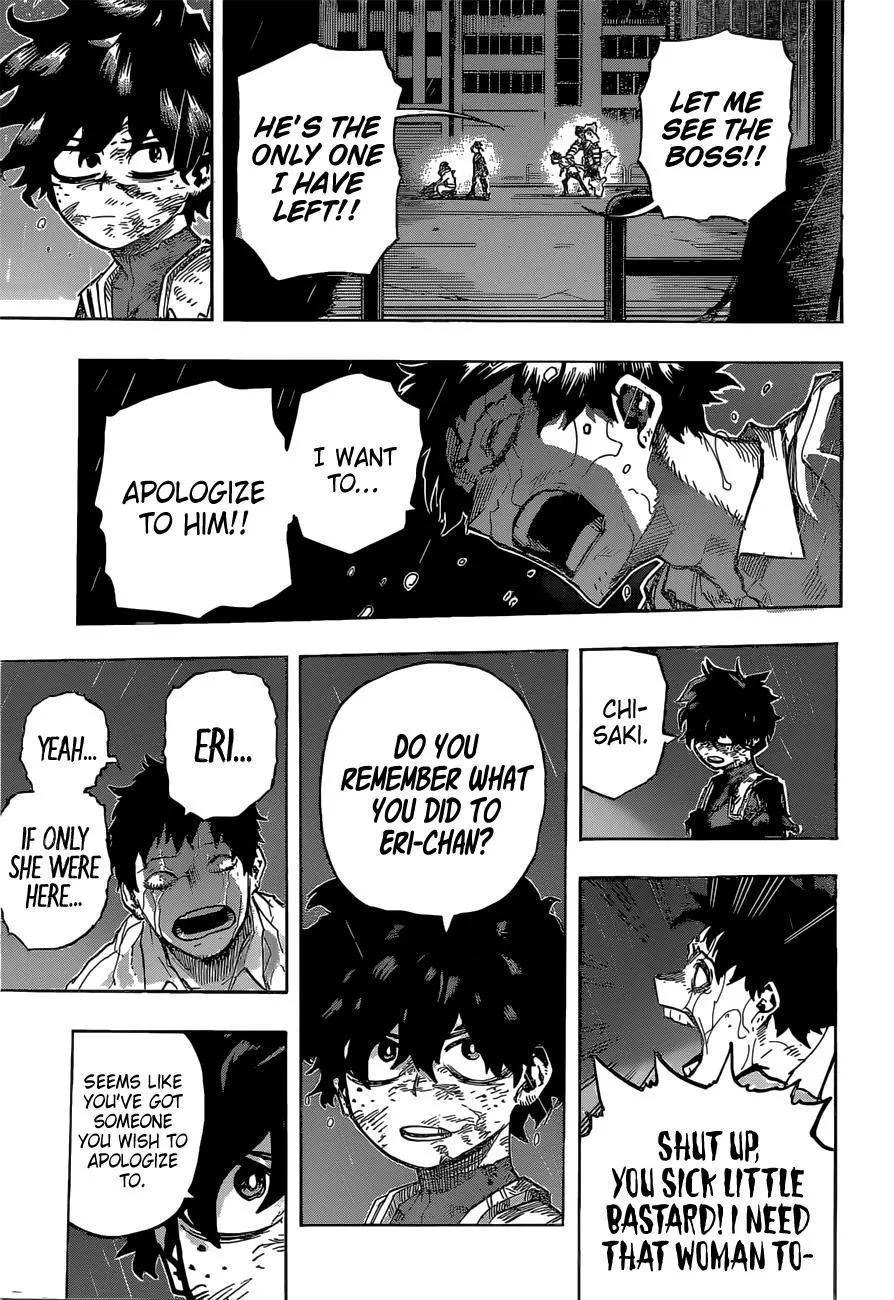 LET ME
SEE THE
BOSS!!
HE'S THE
ONLY ONE
I HAVE
LEFT!!
I WANT
TO...
APOLOGIZE
TO HIM!!
CHI-
SAKI.
SHUT UP,
YOU SICK LITTLE
BASTARD! I NEED
THAT WOMAN TO-
DO YOU
REMEMBER WHAT
YOU DID TO
ERI-CHAN?
ERI...
YEAH...
IF ONLY
SHE WERE
HERE...
SEEMS LIKE
YOU'VE GOT
SOMEONE
YOU WISH TO
APOLOGIZE
TO.